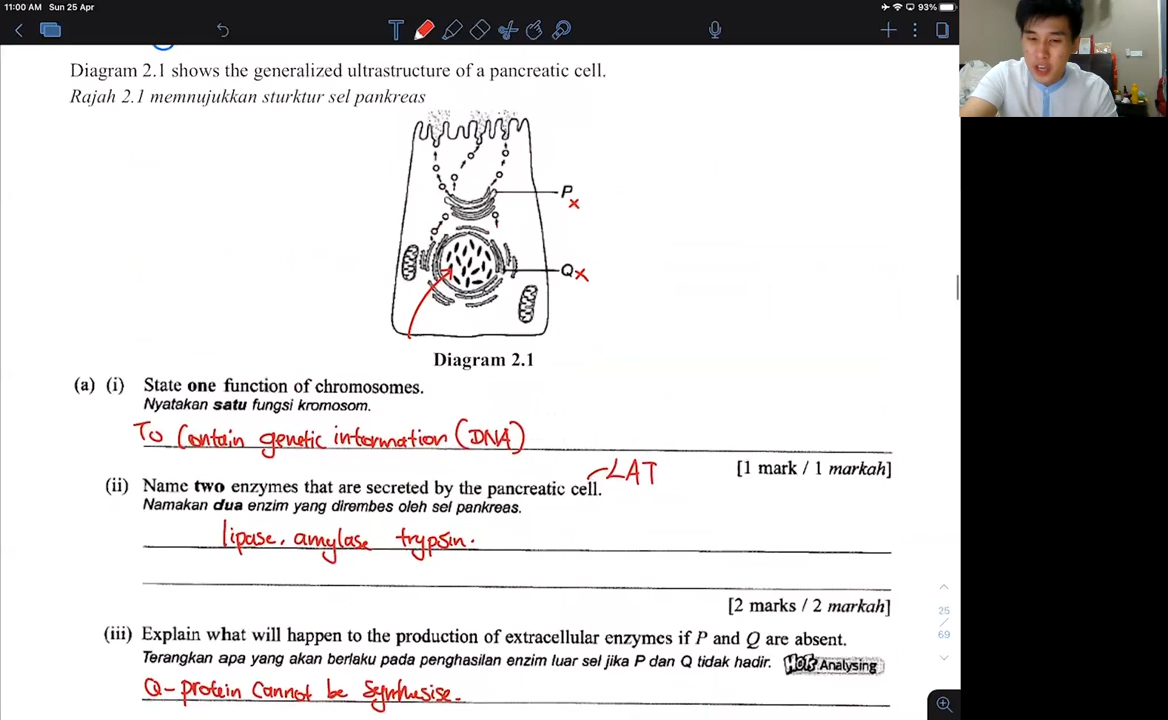 11:00 AM Sun 25 Apr
93%
Diagram 2.1 shows the generalized ultrastructure of a pancreatic cell.
Rajah 2.1 memnujukkan sturktur sel pankreas
P
x
Q x
Diagram 2.1
(a) (i) State one function of chromosomes.
Nyatakan satu fungsi kromosom.
To Contain genetic information (DNA)
[1 mark / 1 markah]
LAT
(ii) Name two enzymes that are secreted by the pancreatic cell.
Namakan dua enzim yang dirembes oleh sel pankreas.
lipase, amylase trypsin.
[2 marks / 2 markah]
25
/
69
(iii) Explain what will happen to the production of extracellular enzymes if P and Q are absent.
Terangkan apa yang akan berlaku pada penghasilan enzim luar sel jika P dan Q tidak hadir. HOTS Analysing
Q - protein cannot be synthesise.